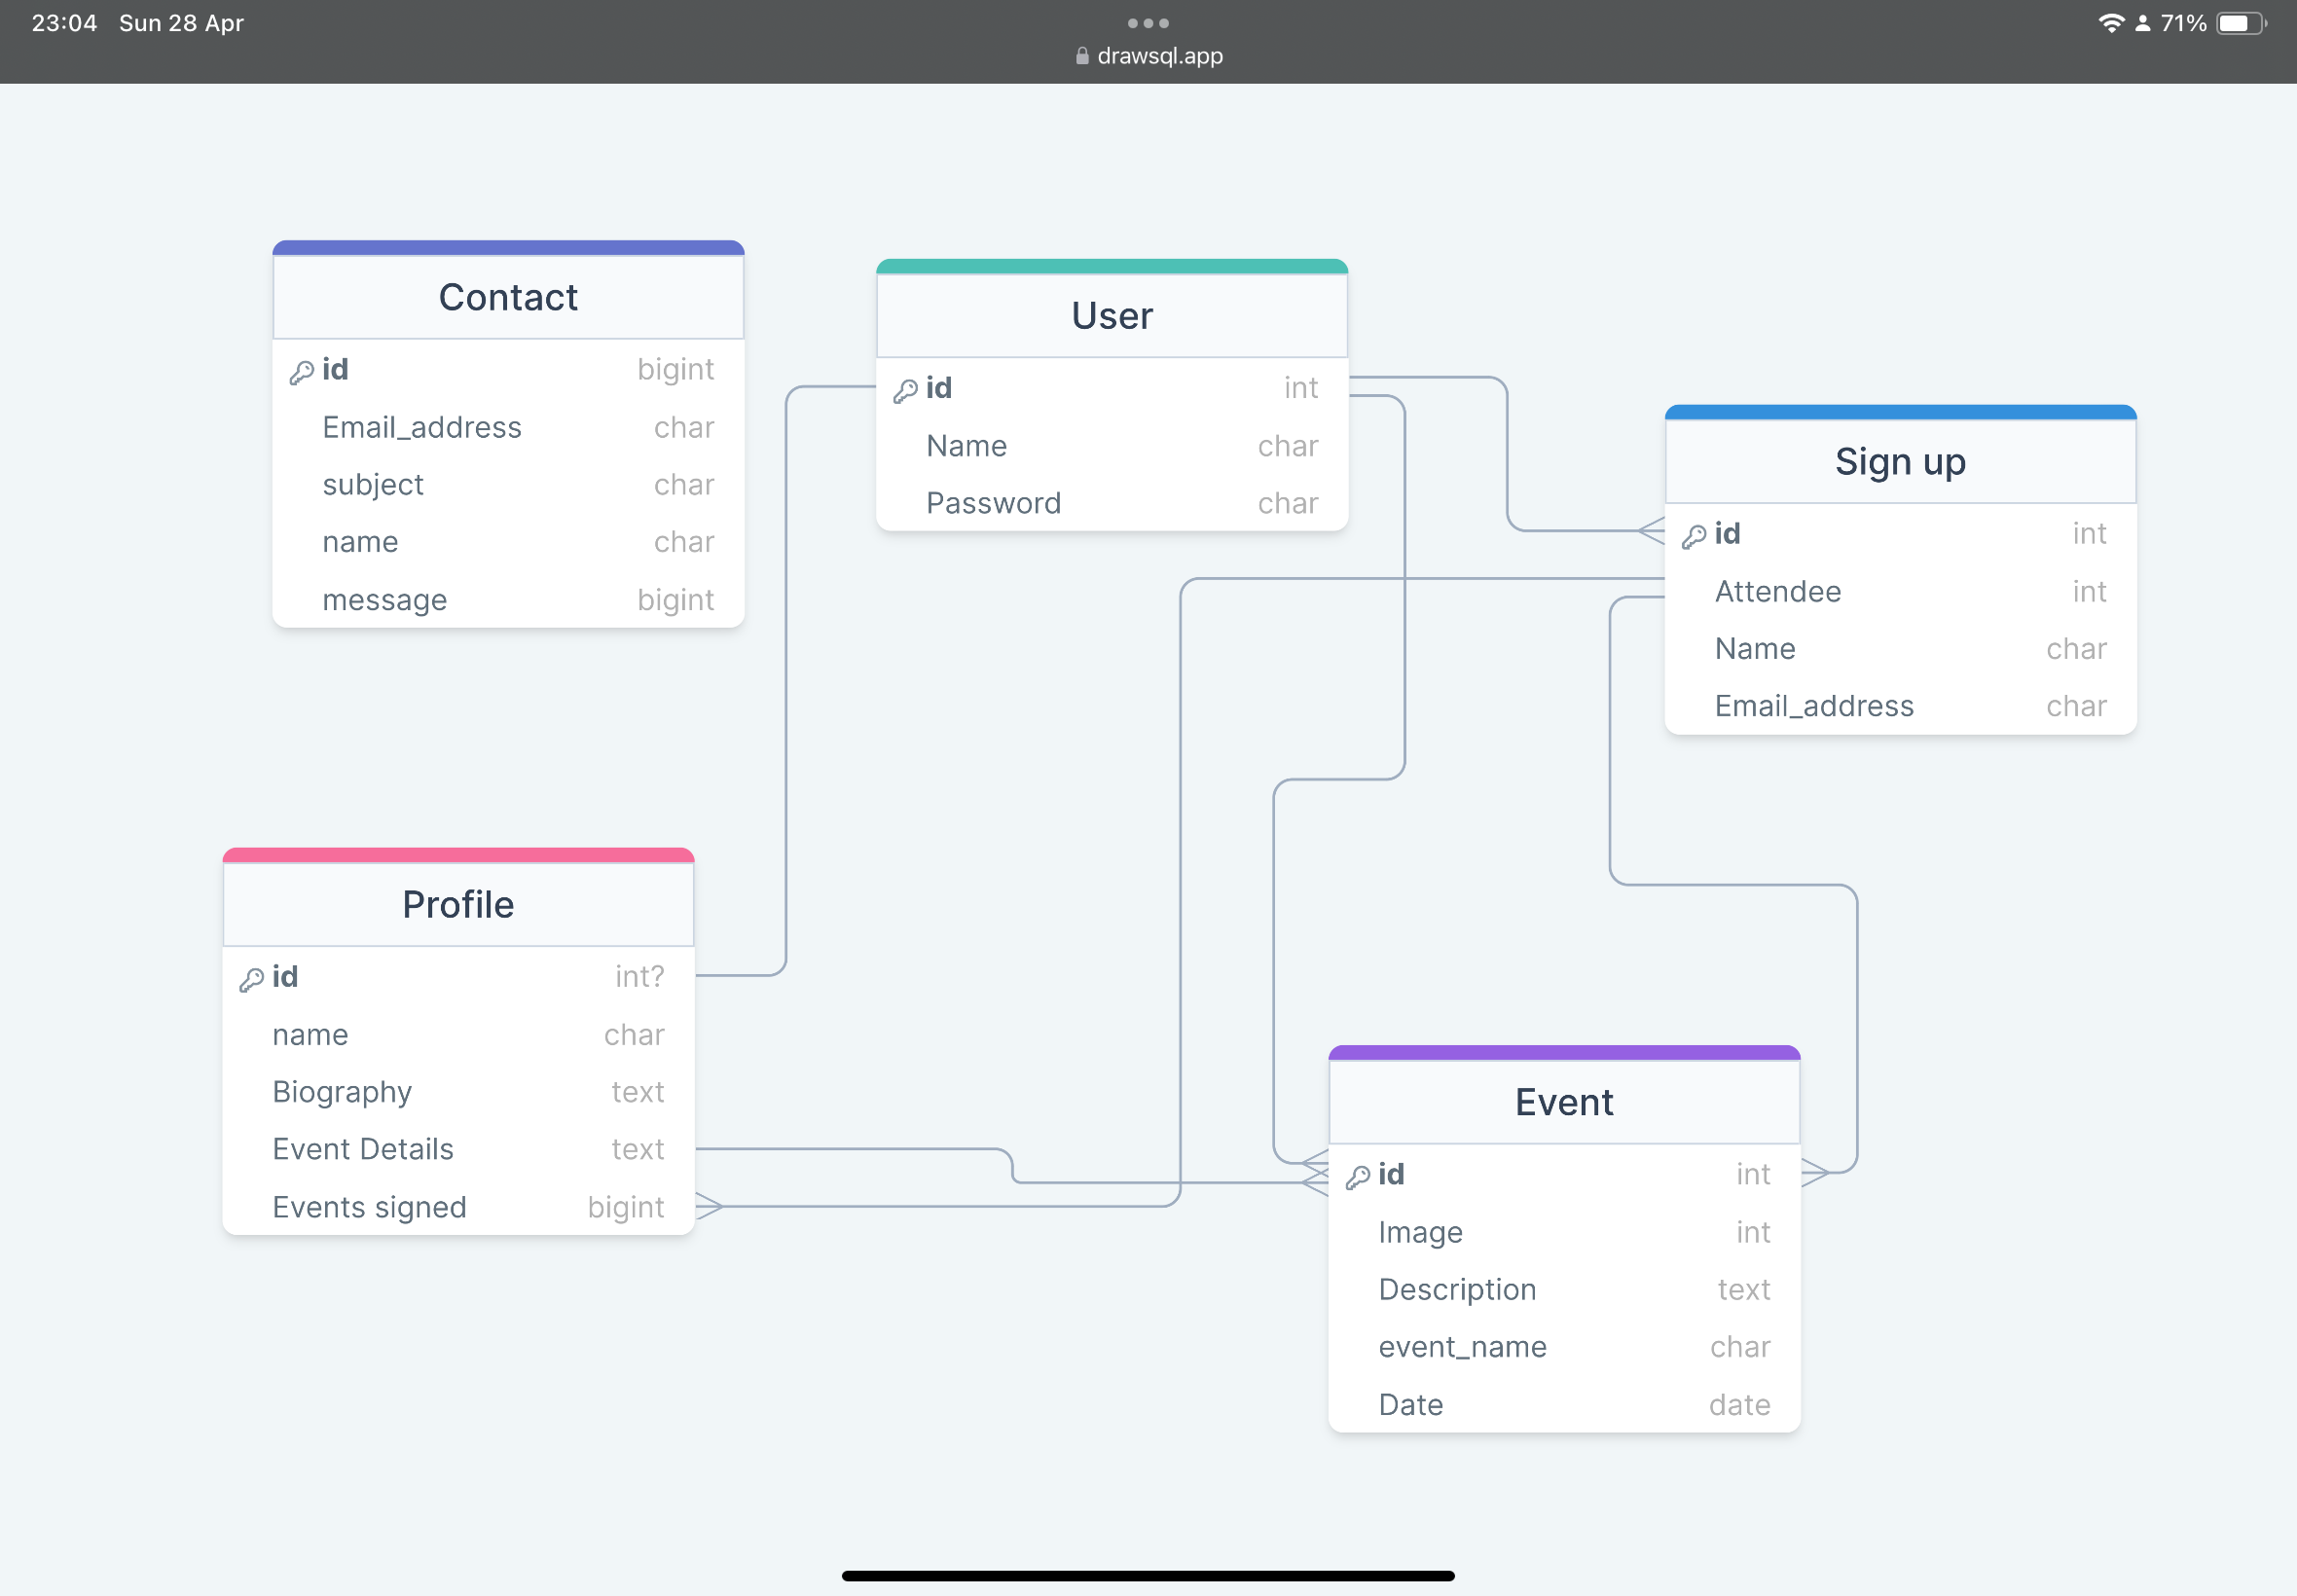 23:04 Sun 28 Apr
71%
drawsql.app
Contact
id bigint
Email_address char
subject char
name char
message bigint
User
id int
Name char
Password char
Sign up
id int
Attendee int
Name char
Email_address char
Profile
id int?
name char
Biography text
Event Details text
Events signed bigint
Event
id int
Image int
Description text
event_name char
Date date